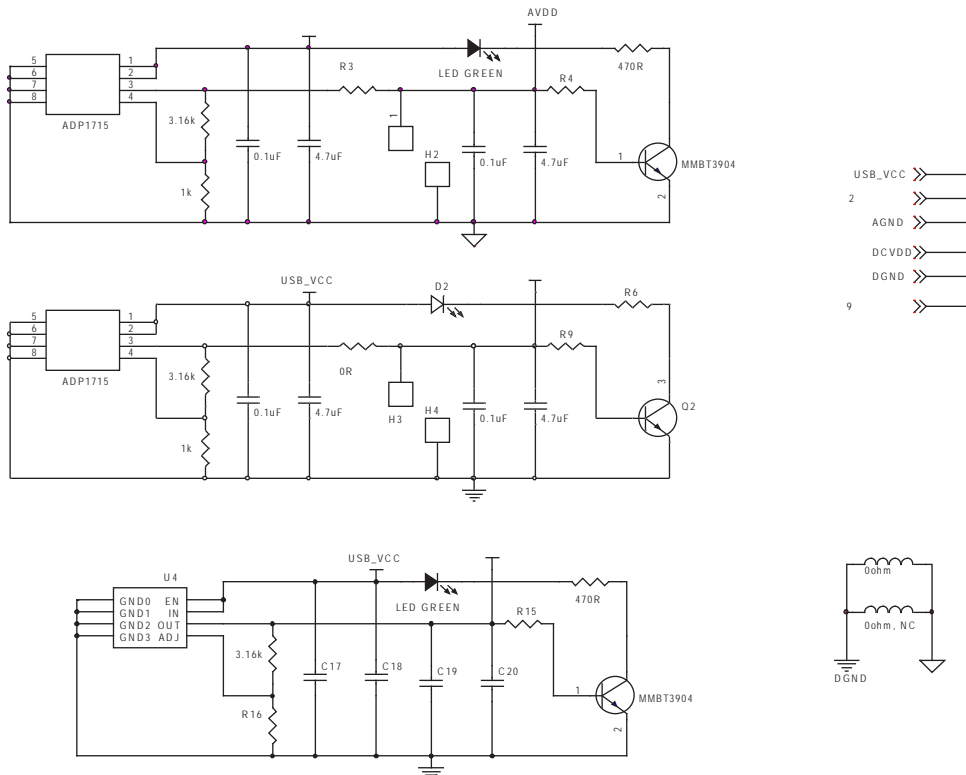 AVDD
5 1
6 2
7 3
8 4
ADP1715
R3
LED GREEN
470R
R4
3.16k
1
0.1uF
4.7uF
H2
0.1uF
4.7uF
1
MMBT3904
1k
2
USB_VCC
2
AGND
DCVDD
DGND
9
USB_VCC
D2
R6
5 1
6 2
7 3
8 4
ADP1715
R9
0R
3.16k
3
0.1uF
4.7uF
H3
H4
0.1uF
4.7uF
Q2
1k
USB_VCC
U4
GND0 EN
GND1 IN
GND2 OUT
GND3 ADJ
LED GREEN
470R
R15
3.16k
C17
C18
C19
C20
1
MMBT3904
R16
2
0ohm
0ohm, NC
DGND